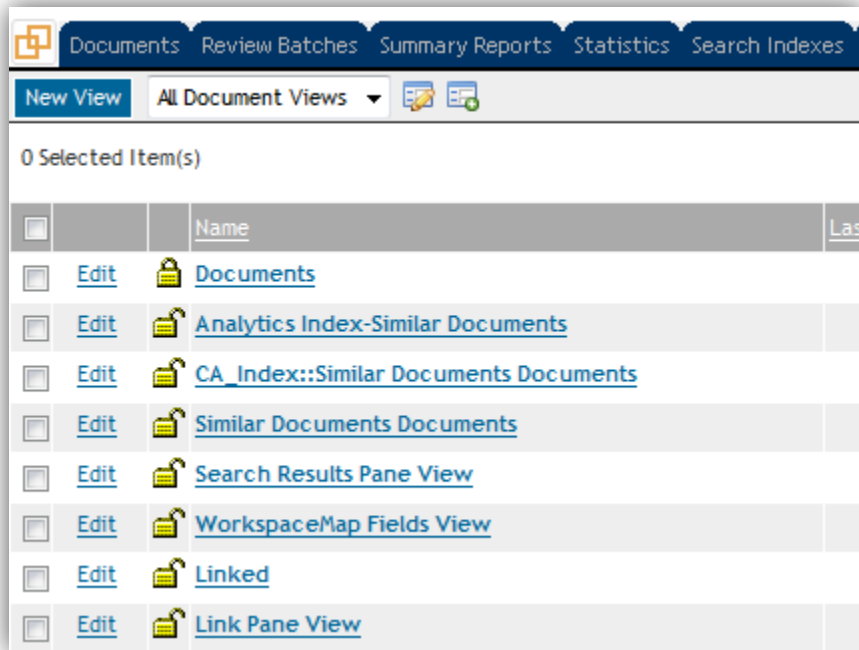 Documents Review Batches Summary Reports Statistics Search Indexes
New View All Document Views
0 Selected Item(s)
Name Las
Edit Documents
Edit Analytics Index-Similar Documents
Edit CA_Index::Similar Documents Documents
Edit Similar Documents Documents
Edit Search Results Pane View
Edit WorkspaceMap Fields View
Edit Linked
Edit Link Pane View